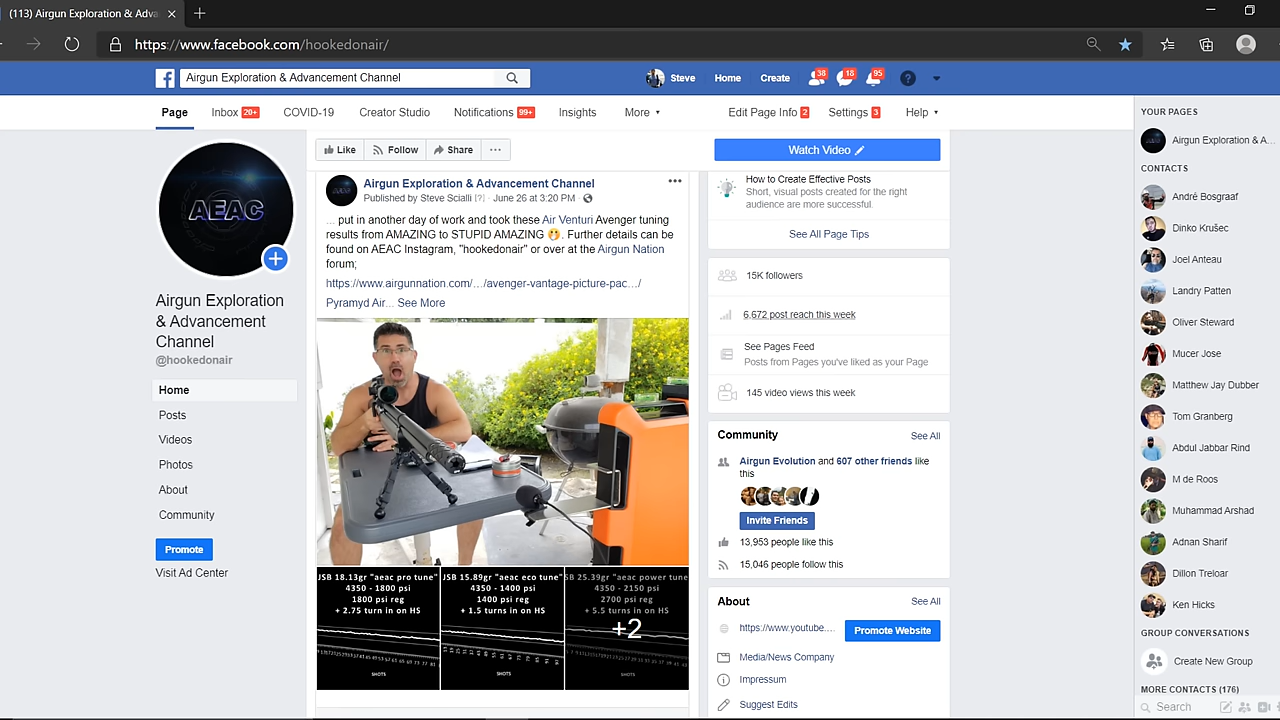 (113) Airgun Exploration & Adva
https://www.facebook.com/hookedonair/
Airgun Exploration & Advancement Channel
Steve
Home
Create
38
18
95
Page
Inbox 20+
COVID-19
Creator Studio
Notifications 99+
Insights
More
Edit Page Info 2
Settings 3
Help
AEAC
Airgun Exploration
& Advancement
Channel
@hookedonair
Home
Posts
Videos
Photos
About
Community
Promote
Visit Ad Center
Like
Follow
Share
Airgun Exploration & Advancement Channel
Published by Steve Scialli [?] · June 26 at 3:20 PM ·
... put in another day of work and took these Air Venturi Avenger tuning
results from AMAZING to STUPID AMAZING 🤭. Further details can be
found on AEAC Instagram, "hookedonair" or over at the Airgun Nation
forum;
https://www.airgunnation.com/.../avenger-vantage-picture-pac.../
Pyramyd Air... See More
JSB 18.13gr "aeac pro tune"
4350 - 1800 psi
1800 psi reg
+ 2.75 turn in on HS
SHOTS
JSB 15.89gr "aeac eco tune"
4350 - 1400 psi
1400 psi reg
+ 1.5 turns in on HS
SHOTS
SB 25.39gr "aeac power tune
4350 - 2150 psi
2700 psi reg
+ 5.5 turns in on HS
+2
SHOTS
Watch Video
How to Create Effective Posts
Short, visual posts created for the right
audience are more successful.
See All Page Tips
15K followers
6,672 post reach this week
See Pages Feed
Posts from Pages you've liked as your Page
145 video views this week
Community
See All
Airgun Evolution and 607 other friends like
this
Invite Friends
13,953 people like this
15,046 people follow this
About
See All
https://www.youtube....
Promote Website
Media/News Company
Impressum
Suggest Edits
YOUR PAGES
Airgun Exploration & A...
CONTACTS
Andre Bosgraaf
Dinko Krušec
Joel Anteau
Landry Patten
Oliver Steward
Macer Jose
Matthew Jay Dubber
Tom Granberg
Abdul Jabbar Rind
M de Roos
Muhammad Arshad
Adnan Sharif
Dillan Treloar
Ken Hicks
GROUP CONVERSATIONS
Create New Group
MORE CONTACTS (176)
Search